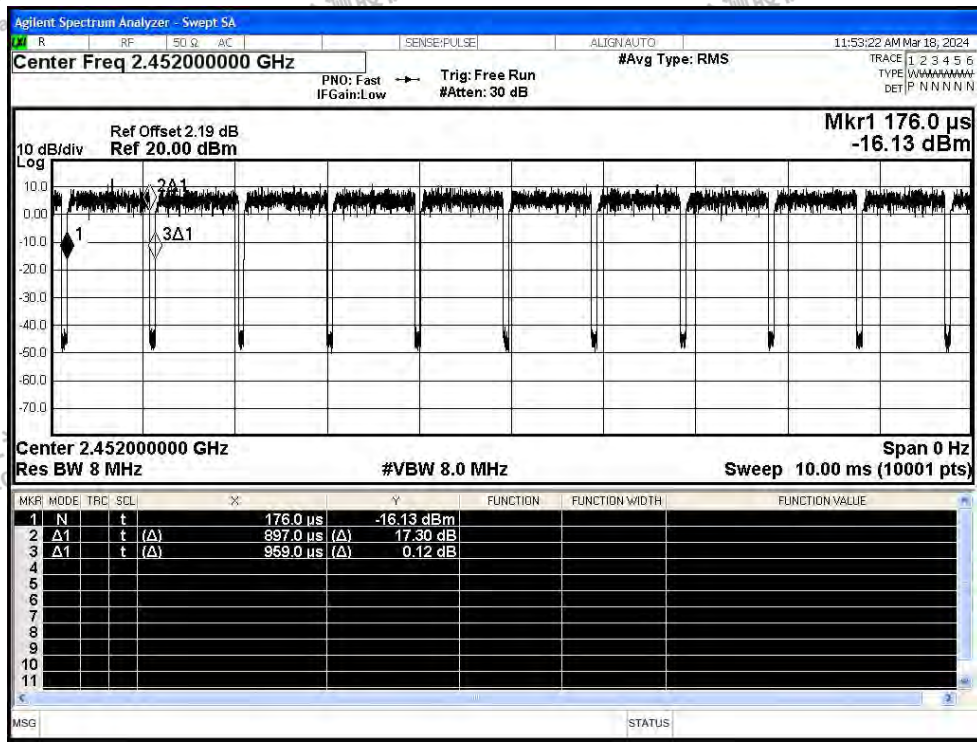 Agilent Spectrum Analyzer - Swept SA
R RF 50 Ω AC SENSE:PULSE ALIGN AUTO 11:53:22 AM Mar 18, 2024
Center Freq 2.452000000 GHz #Avg Type: RMS TRACE 1 2 3 4 5 6
PNO: Fast Trig: Free Run TYPE WWWWWW
IFGain:Low #Atten: 30 dB DET P N N N N N
Mkr1 176.0 µs
-16.13 dBm
Ref Offset 2.19 dB
10 dB/div Ref 20.00 dBm
Log
10.0
0.00
-10.0
-20.0
-30.0
-40.0
-50.0
-60.0
-70.0
2Δ1
1
3Δ1
Center 2.452000000 GHz Span 0 Hz
Res BW 8 MHz #VBW 8.0 MHz Sweep 10.00 ms (10001 pts)
MKR MODE TRC SCL X Y FUNCTION FUNCTION WIDTH FUNCTION VALUE
1 N t 176.0 µs -16.13 dBm
2 Δ1 t (Δ) 897.0 µs (Δ) 17.30 dB
3 Δ1 t (Δ) 959.0 µs (Δ) 0.12 dB
4
5
6
7
8
9
10
11
MSG STATUS